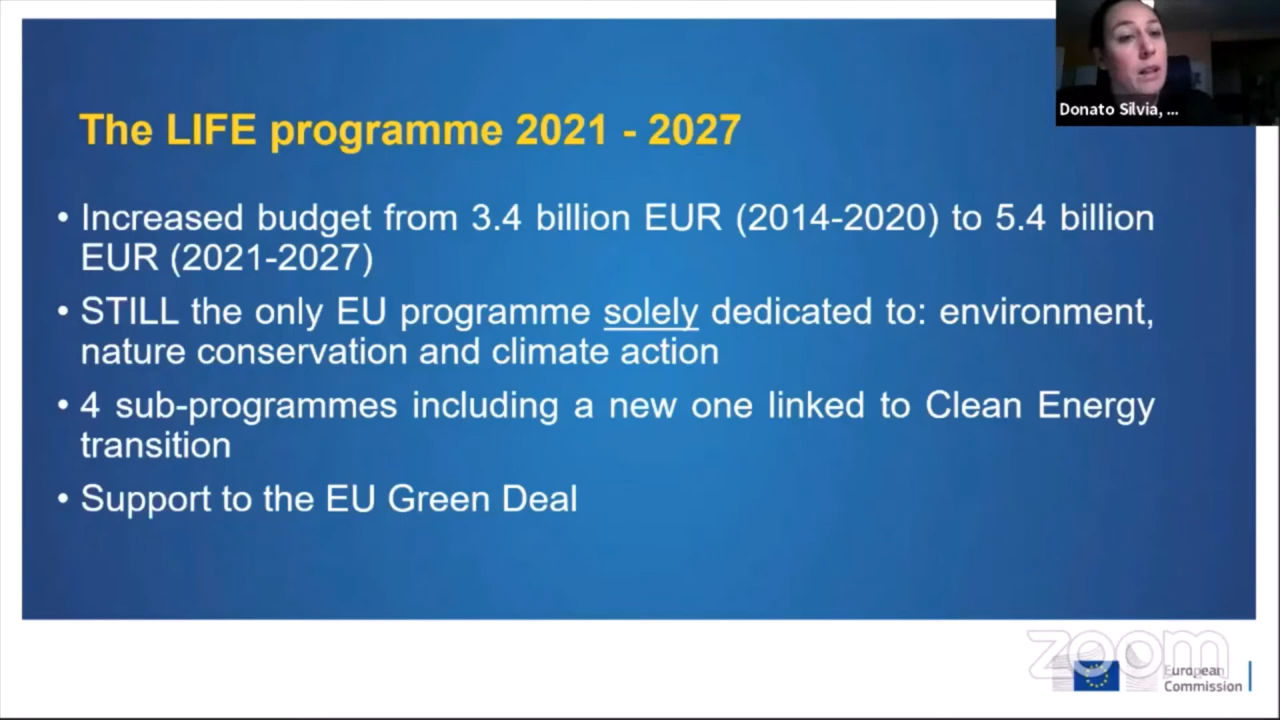 Donato Silvia, ...
The LIFE programme 2021 - 2027
• Increased budget from 3.4 billion EUR (2014-2020) to 5.4 billion
EUR (2021-2027)
• STILL the only EU programme solely dedicated to: environment,
nature conservation and climate action
• 4 sub-programmes including a new one linked to Clean Energy
transition
• Support to the EU Green Deal
zoom
European
Commission